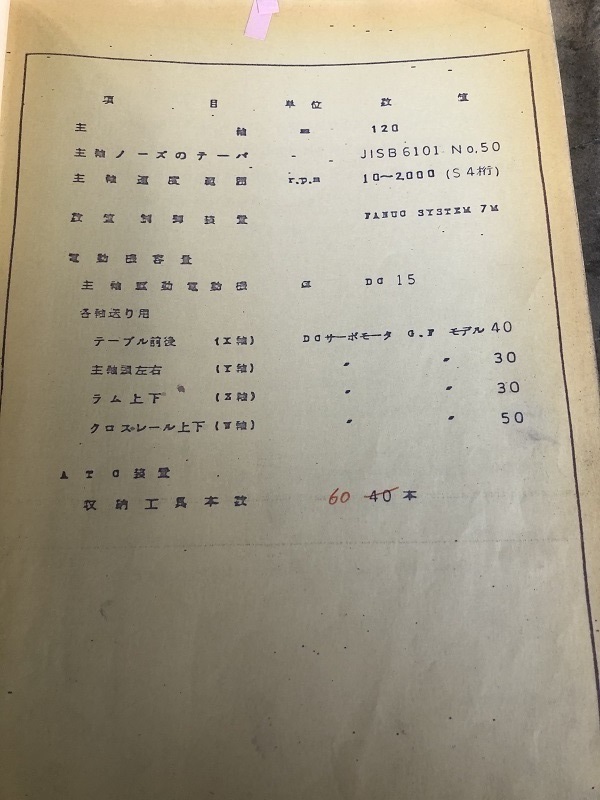 項 目 単位 数 値
主 軸 m 120
主軸ノーズのテーパ - JISB6101 No.50
主軸速度範囲 r.p.m 10～2,000 (S4桁)
数値制御装置 FANUC SYSTEM 7M
電動機容量
主軸駆動電動機 DC 15
各軸送り用
テーブル前後 (X軸) DCサーボモータ G.F モデル40
主軸頭左右 (Y軸) 〃 〃 30
ラム上下 (Z軸) 〃 〃 30
クロスレール上下 (W軸) 〃 〃 50
ATC装置
収納工具本数 60 40 本